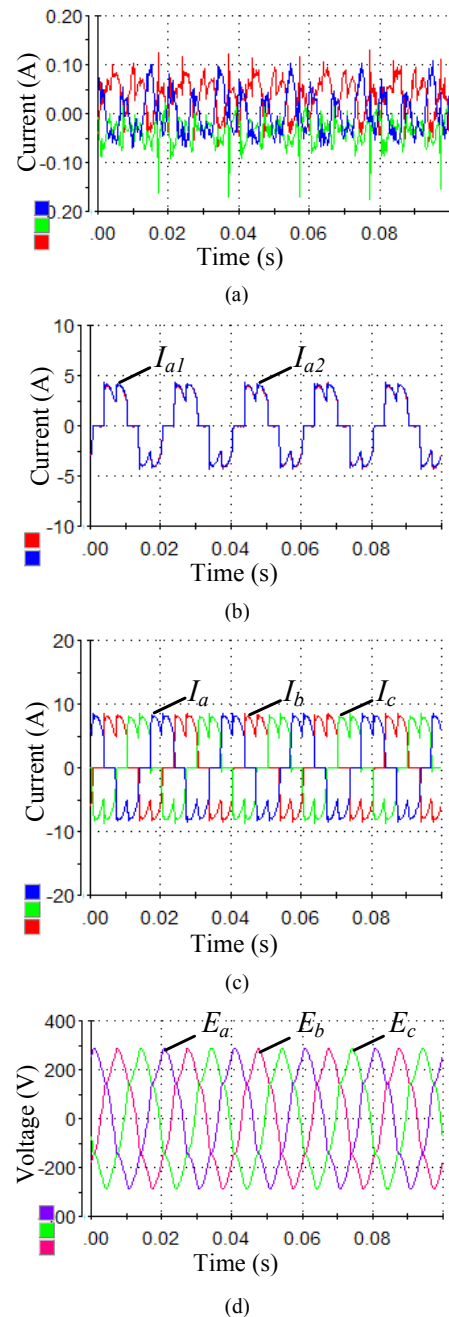 0.20
0.10
0.00
-0.10
0.20
Current (A)
.00 0.02 0.04 0.06 0.08
Time (s)
(a)
10
5
0
-5
-10
Current (A)
Ia1 Ia2
.00 0.02 0.04 0.06 0.08
Time (s)
(b)
20
10
0
-10
-20
Current (A)
Ia Ib Ic
.00 0.02 0.04 0.06 0.08
Time (s)
(c)
400
200
0
-200
00
Voltage (V)
Ea Eb Ec
.00 0.02 0.04 0.06 0.08
Time (s)
(d)